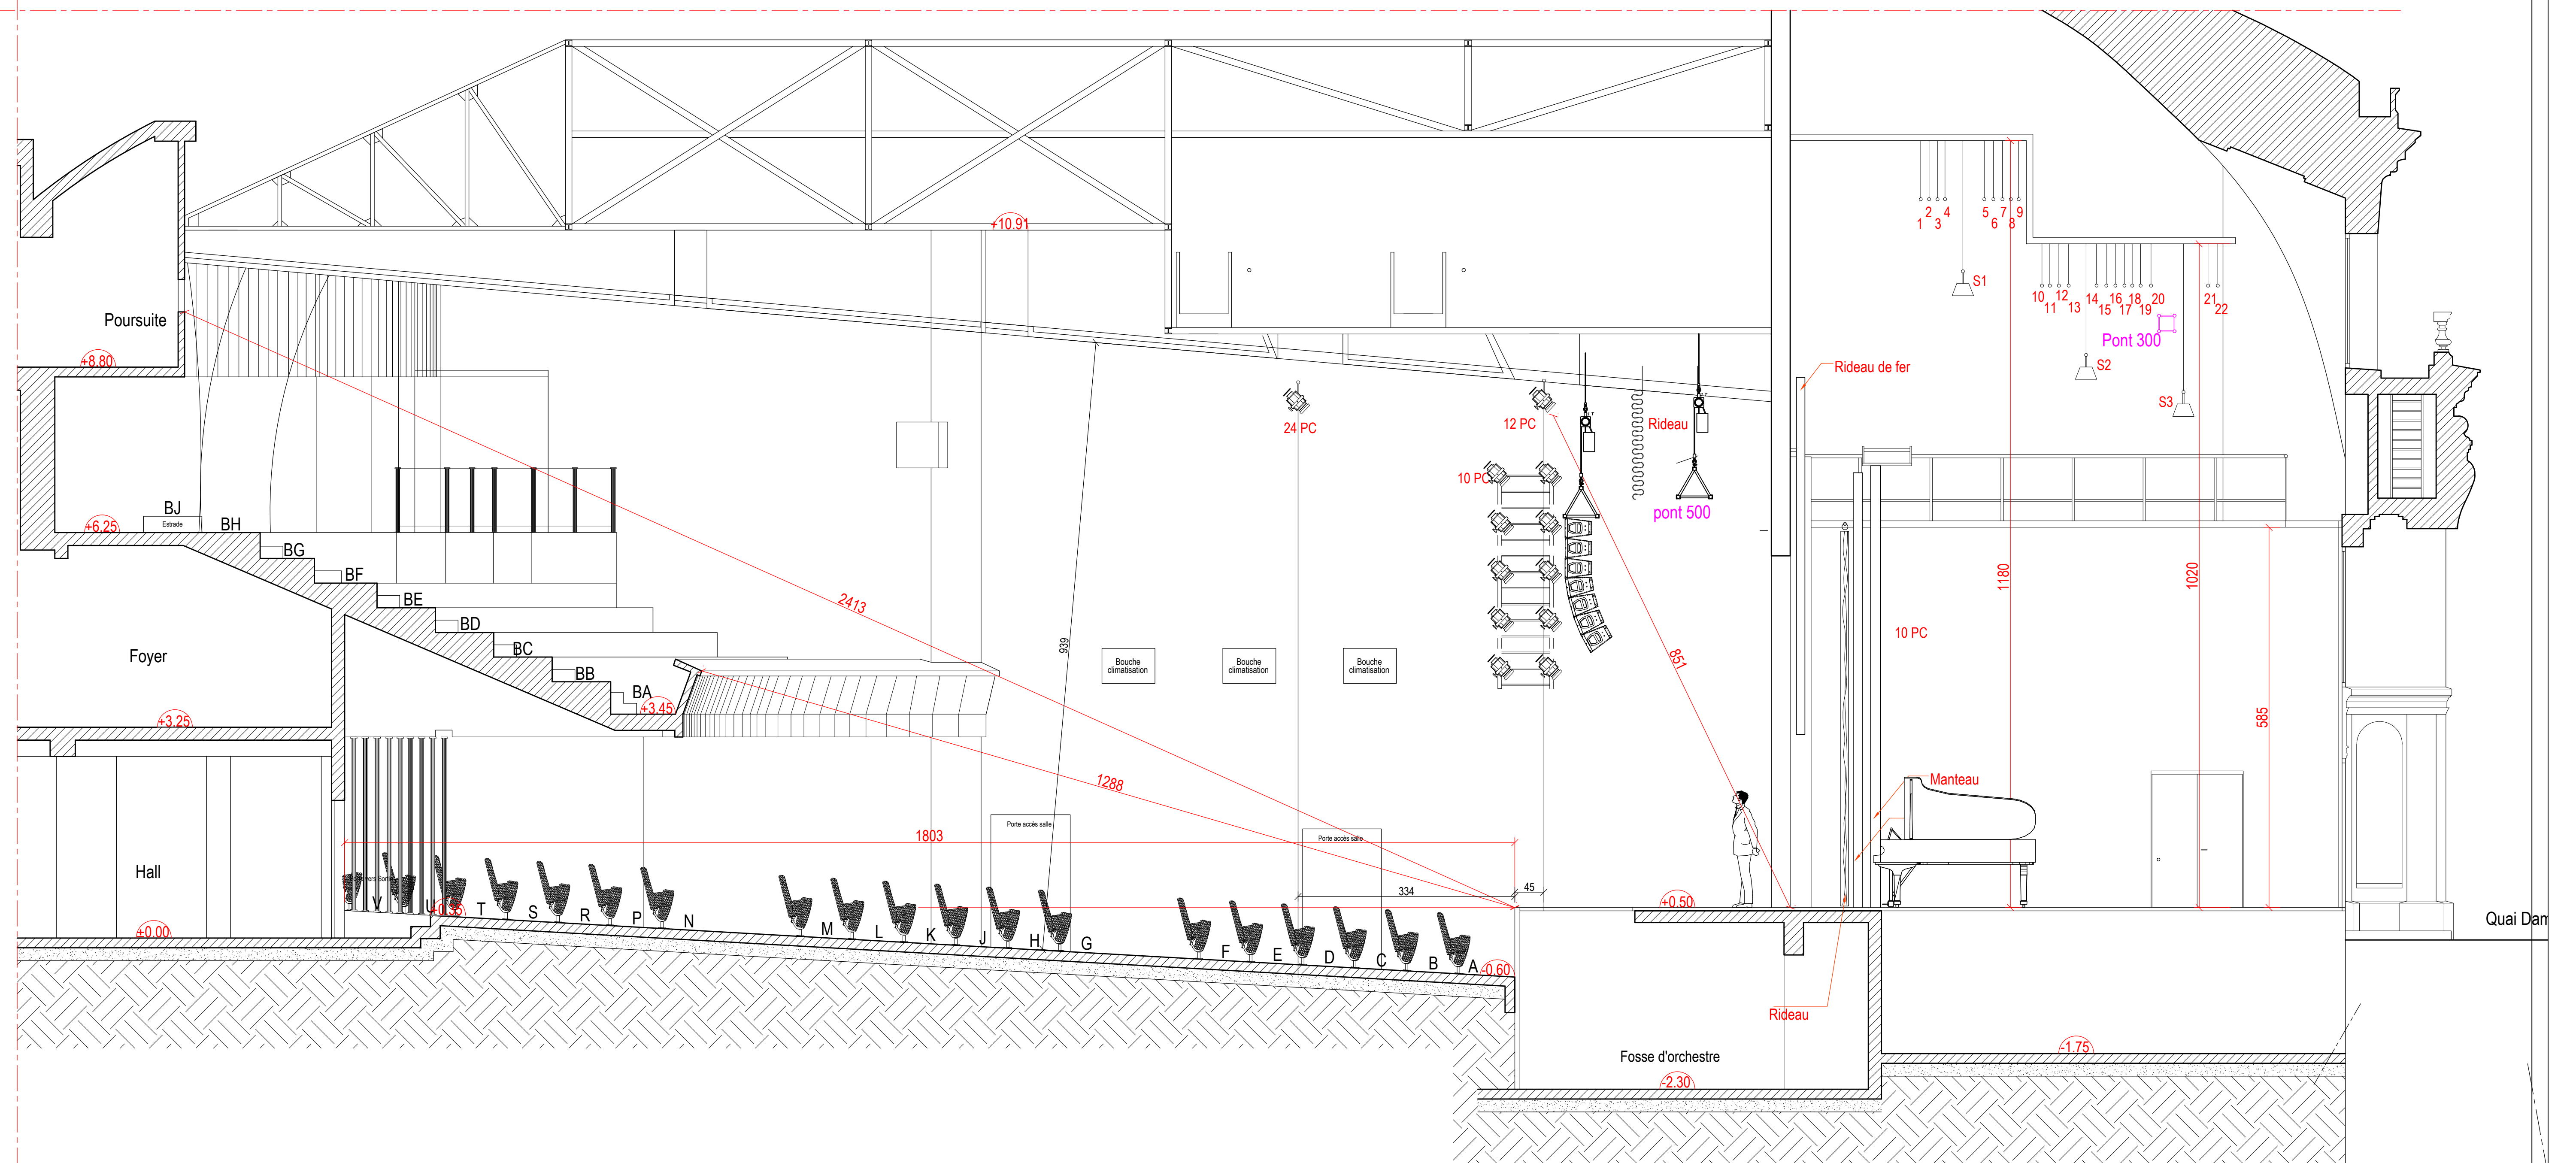 +10.91
1
2
3
4
5
6
7
8
9
S1
10
11
12
13
14
15
16
17
18
19
20
21
22
Pont 300
S2
S3
Poursuite
+8.80
Rideau de fer
24 PC
12 PC
Rideau
10 PC
pont 500
BJ
Estrade
BH
+6.25
BG
BF
BE
BD
BC
BB
BA
+3.45
2413
939
851
1180
1020
585
10 PC
Foyer
+3.25
Bouche
climatisation
Bouche
climatisation
Bouche
climatisation
1288
Manteau
1803
Porte accès salle
Porte accès salle
Hall
334
45
+0.50
±0.00
V
U
+0.35
T
S
R
P
N
M
L
K
J
H
G
F
E
D
C
B
A
-0.60
Quai Dam
Rideau
Fosse d'orchestre
-2.30
-1.75